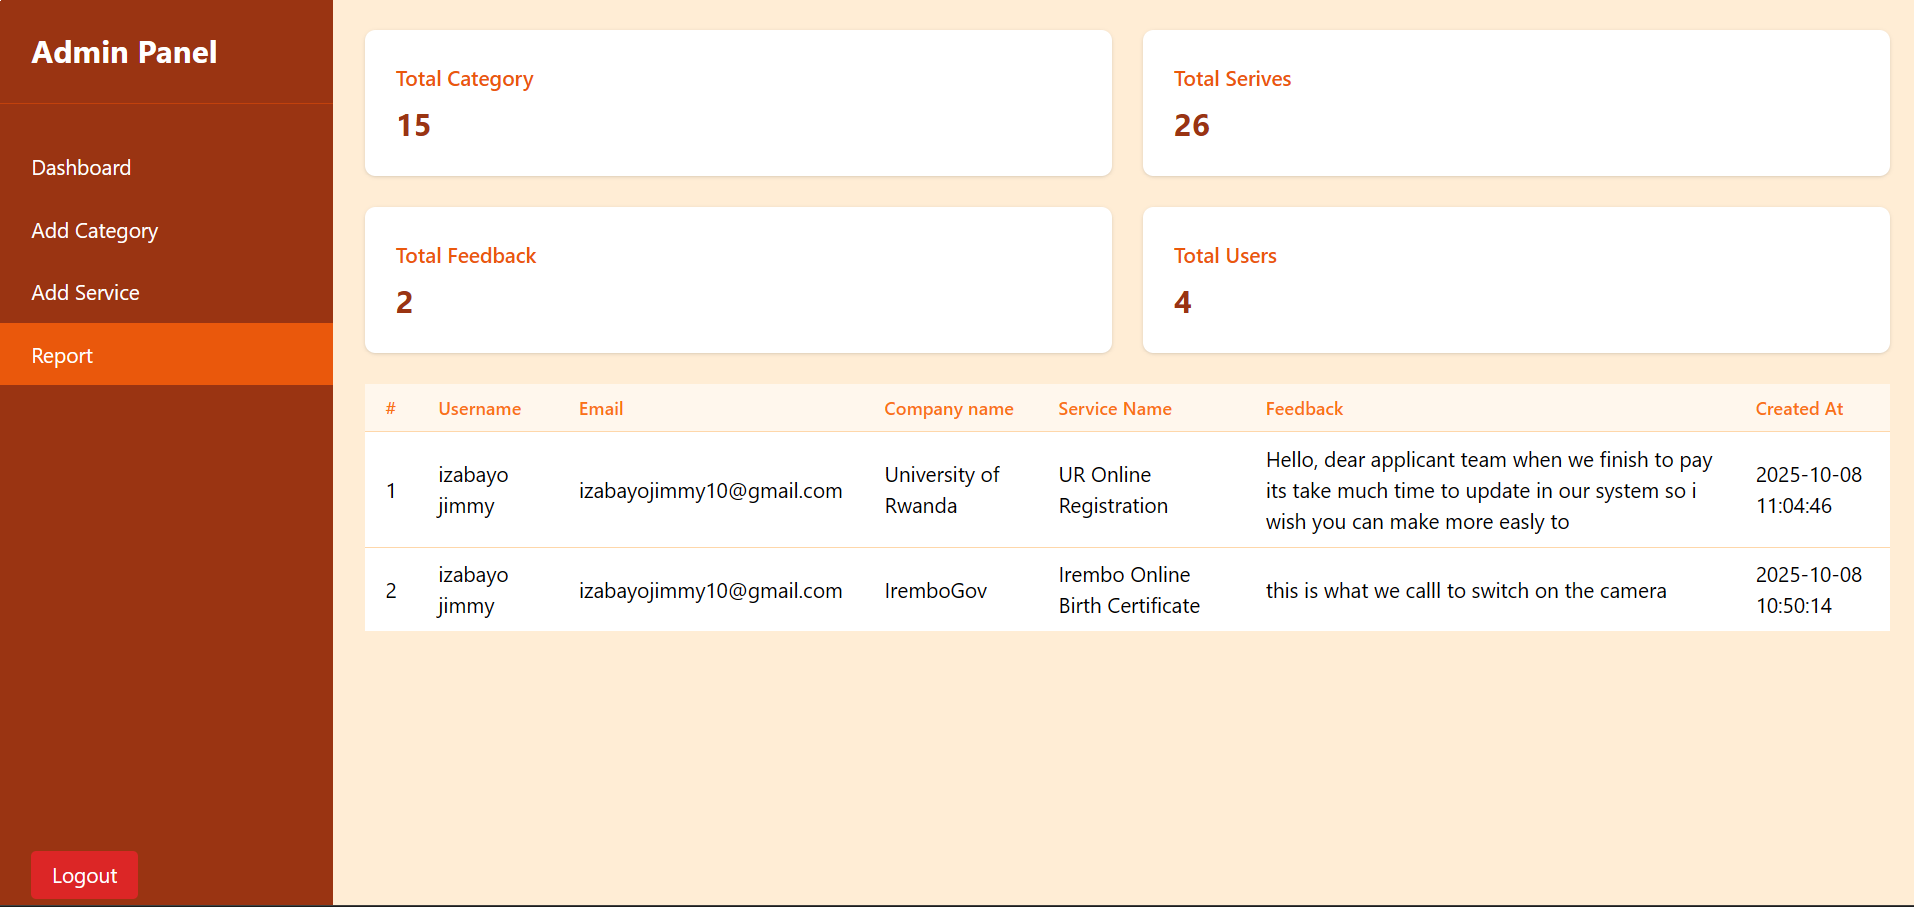 Admin Panel
Dashboard
Add Category
Add Service
Report
Logout
Total Category
15
Total Serives
26
Total Feedback
2
Total Users
4
# Username Email Company name Service Name Feedback Created At
1
izabayo
jimmy
izabayojimmy10@gmail.com
University of
Rwanda
UR Online
Registration
Hello, dear applicant team when we finish to pay
its take much time to update in our system so i
wish you can make more easly to
2025-10-08
11:04:46
2
izabayo
jimmy
izabayojimmy10@gmail.com
IremboGov
Irembo Online
Birth Certificate
this is what we calll to switch on the camera
2025-10-08
10:50:14